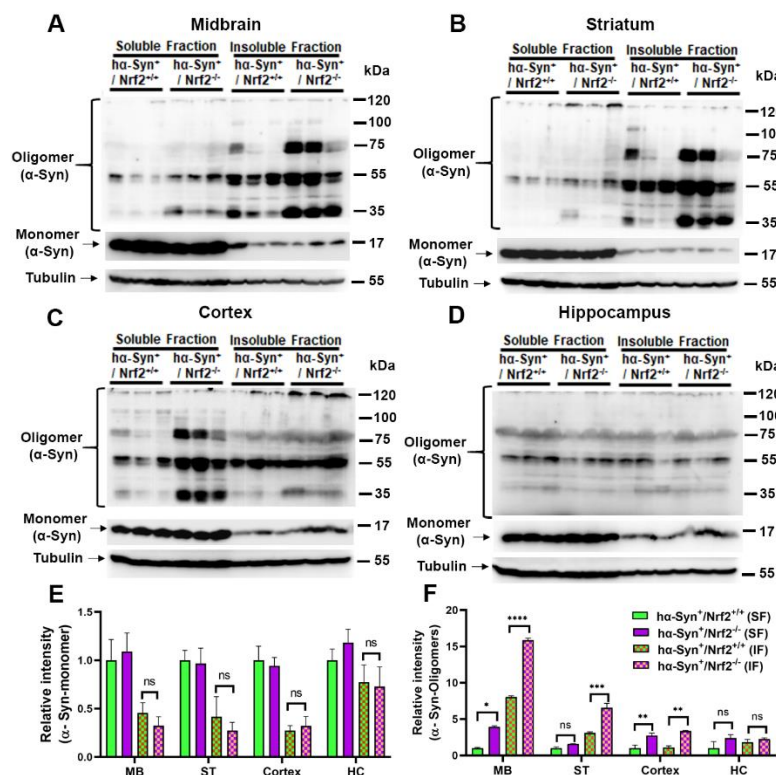 A
Midbrain
Soluble Fraction Insoluble Fraction
hα-Syn⁺ hα-Syn⁺ hα-Syn⁺ hα-Syn⁺
/ Nrf2⁺/⁺ / Nrf2⁻/⁻ / Nrf2⁺/⁺ / Nrf2⁻/⁻
kDa
120
100
75
55
35
17
55
Oligomer
(α-Syn)
Monomer
(α-Syn)
Tubulin
B
Striatum
Soluble Fraction Insoluble Fraction
hα-Syn⁺ hα-Syn⁺ hα-Syn⁺ hα-Syn⁺
/ Nrf2⁺/⁺ / Nrf2⁻/⁻ / Nrf2⁺/⁺ / Nrf2⁻/⁻
kDa
12
100
75
55
35
17
55
Oligomer
(α-Syn)
Monomer
(α-Syn)
Tubulin
C
Cortex
Soluble Fraction Insoluble Fraction
hα-Syn⁺ hα-Syn⁺ hα-Syn⁺ hα-Syn⁺
/ Nrf2⁺/⁺ / Nrf2⁻/⁻ / Nrf2⁺/⁺ / Nrf2⁻/⁻
kDa
120
100
75
55
35
17
55
Oligomer
(α-Syn)
Monomer
(α-Syn)
Tubulin
D
Hippocampus
Soluble Fraction Insoluble Fraction
hα-Syn⁺ hα-Syn⁺ hα-Syn⁺ hα-Syn⁺
/ Nrf2⁺/⁺ / Nrf2⁻/⁻ / Nrf2⁺/⁺ / Nrf2⁻/⁻
kDa
120
100
75
55
35
17
55
Oligomer
(α-Syn)
Monomer
(α-Syn)
Tubulin
E
Relative intensity
(α- Syn-monomer)
1.5
1.0
0.5
0.0
ns ns ns ns
MB ST Cortex HC
F
Relative intensity
(α- Syn-Oligomers)
20
15
10
5
0
* **** ns *** ** ** ns ns
MB ST Cortex HC
hα-Syn⁺/Nrf2⁺/⁺ (SF)
hα-Syn⁺/Nrf2⁻/⁻ (SF)
hα-Syn⁺/Nrf2⁺/⁺ (IF)
hα-Syn⁺/Nrf2⁻/⁻ (IF)